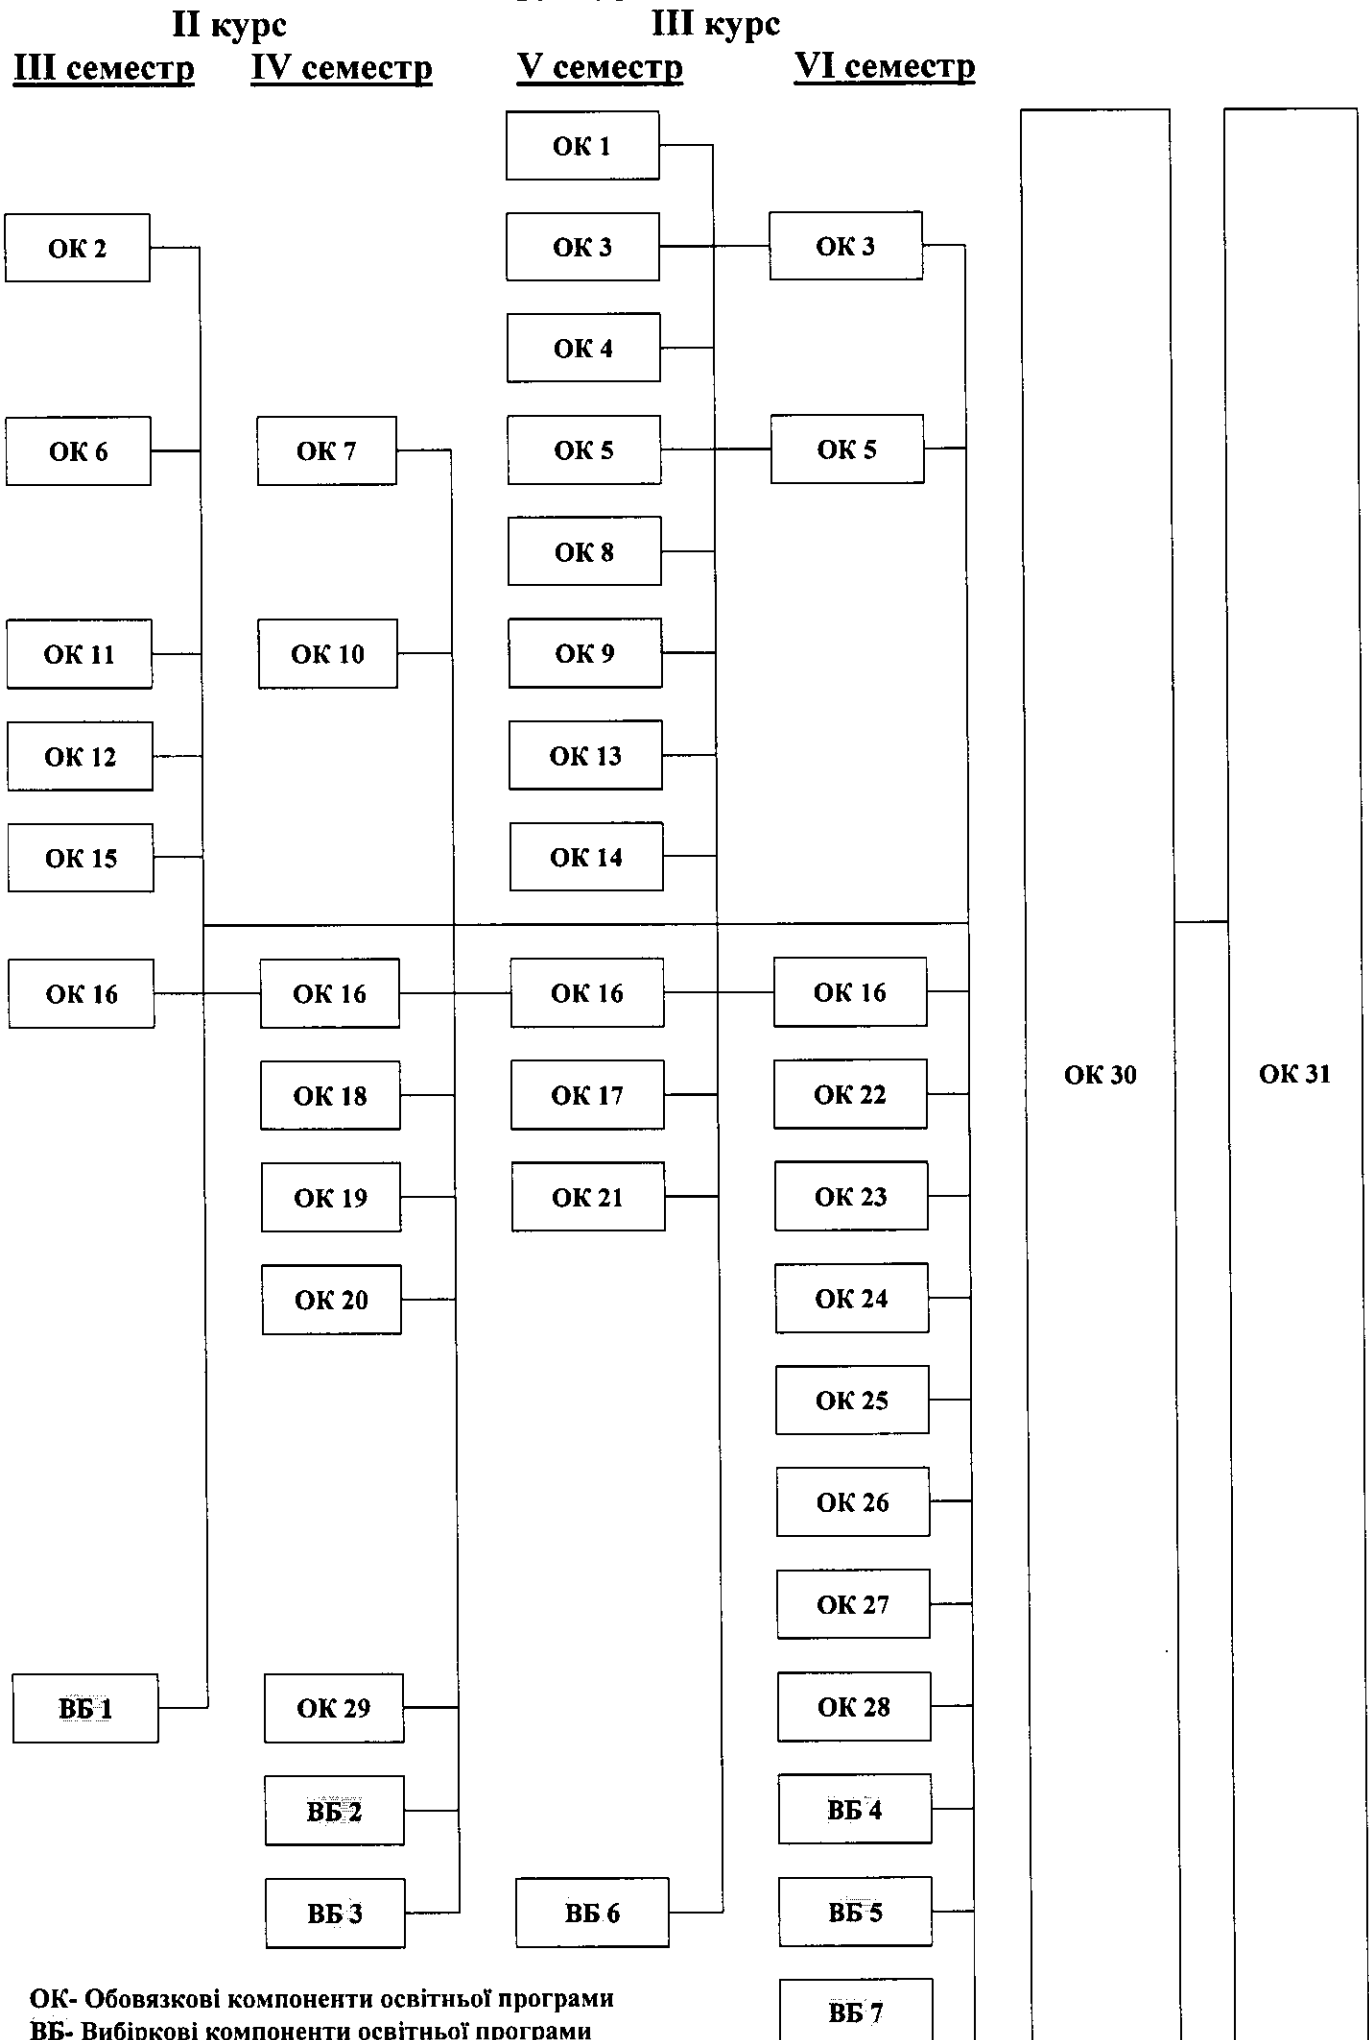 II курс III курс
III семестр IV семестр V семестр VI семестр
ОК 1
ОК 2 ОК 3 ОК 3
ОК 4
ОК 6 ОК 7 ОК 5 ОК 5
ОК 8
ОК 11 ОК 10 ОК 9
ОК 12 ОК 13
ОК 15 ОК 14
ОК 16 ОК 16 ОК 16 ОК 16
ОК 18 ОК 17 ОК 22 ОК 30 ОК 31
ОК 19 ОК 21 ОК 23
ОК 20 ОК 24
ОК 25
ОК 26
ОК 27
ВБ 1 ОК 29 ОК 28
ВБ 2 ВБ 4
ВБ 3 ВБ 6 ВБ 5
ОК- Обовязкові компоненти освітньої програми
ВБ 7
ВБ- Вибіркові компоненти освітньої програми